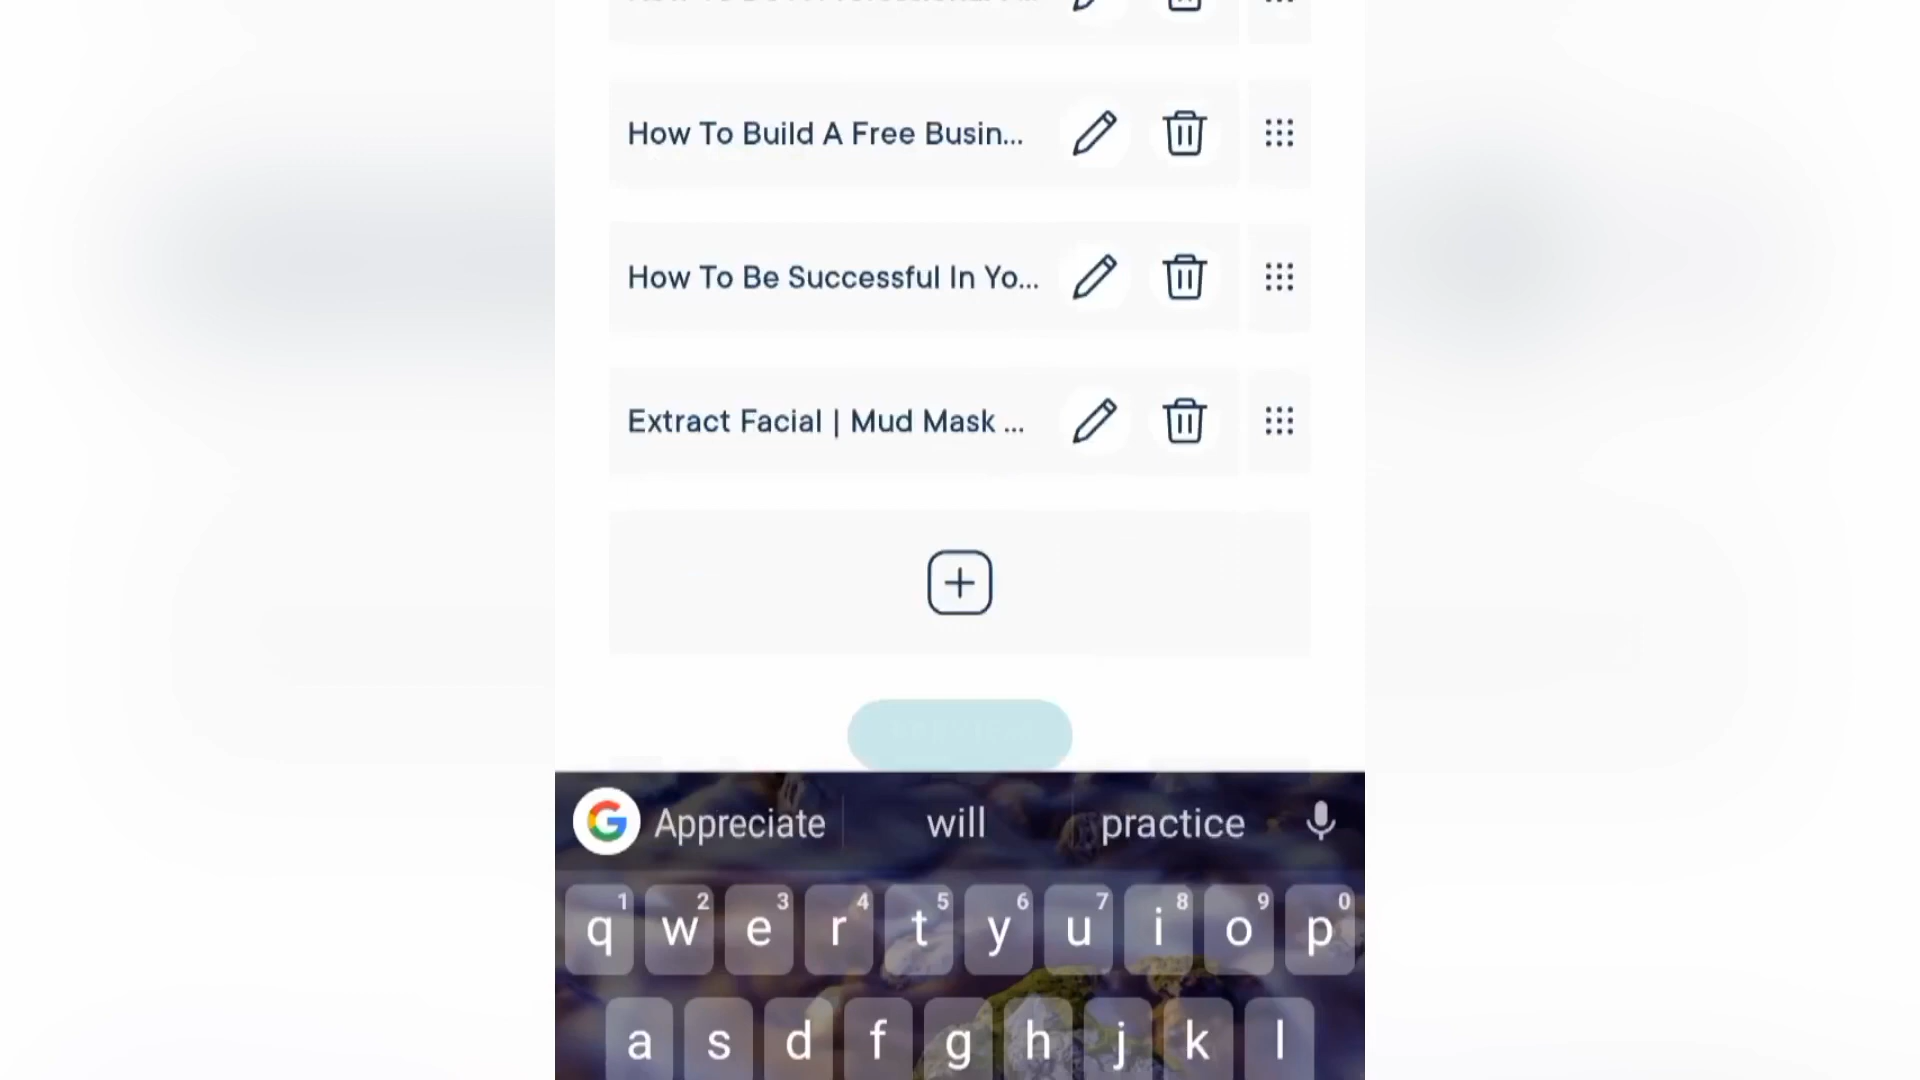 How To Build A Free Busin...
How To Be Successful In Yo...
Extract Facial | Mud Mask ...
G Appreciate will practice
1 2 3 4 5 6 7 8 9 0
q w e r t y u i o p
a s d f g h j k l